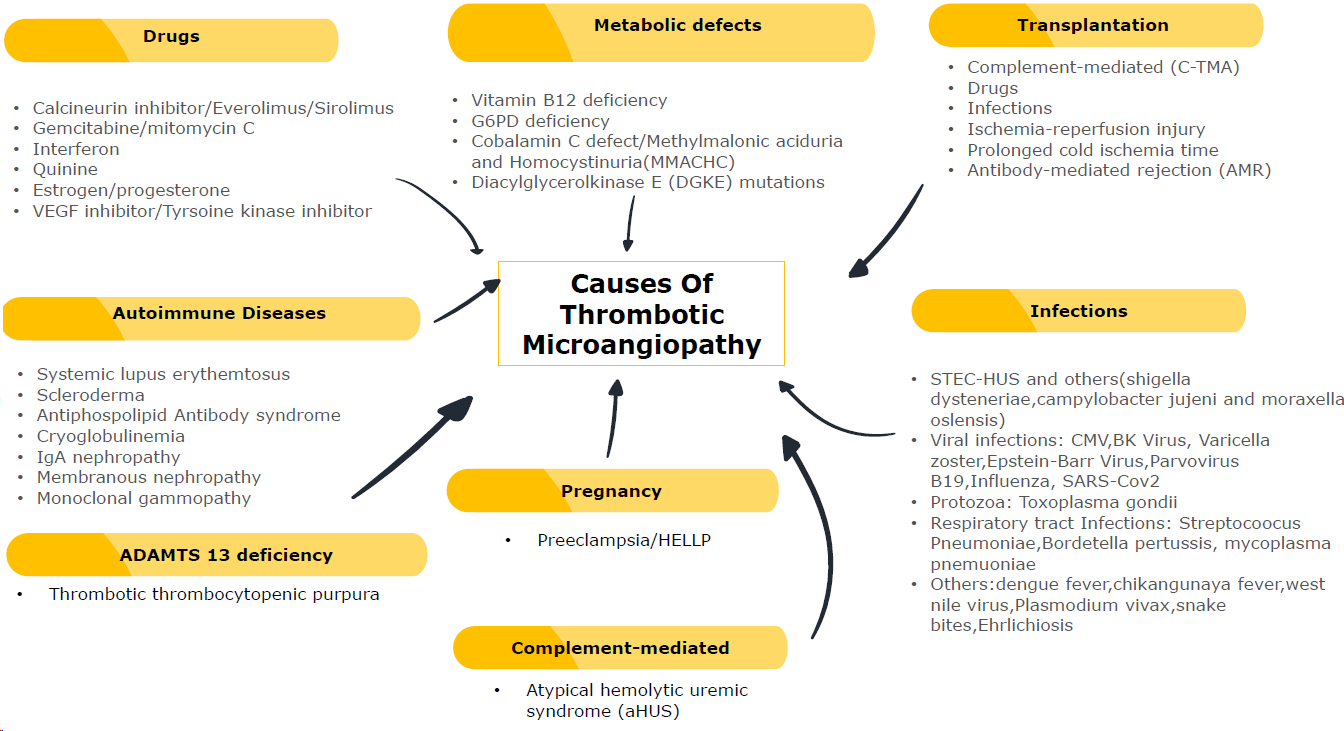 Drugs
• Calcineurin inhibitor/Everolimus/Sirolimus
• Gemcitabine/mitomycin C
• Interferon
• Quinine
• Estrogen/progesterone
• VEGF inhibitor/Tyrsoine kinase inhibitor
Metabolic defects
• Vitamin B12 deficiency
• G6PD deficiency
• Cobalamin C defect/Methylmalonic aciduria
and Homocystinuria(MMACHC)
• Diacylglycerolkinase E (DGKE) mutations
Transplantation
• Complement-mediated (C-TMA)
• Drugs
• Infections
• Ischemia-reperfusion injury
• Prolonged cold ischemia time
• Antibody-mediated rejection (AMR)
Causes Of
Thrombotic
Microangiopathy
Autoimmune Diseases
• Systemic lupus erythemtosus
• Scleroderma
• Antiphospolipid Antibody syndrome
• Cryoglobulinemia
• IgA nephropathy
• Membranous nephropathy
• Monoclonal gammopathy
Infections
• STEC-HUS and others(shigella
dysteneriae,campylobacter jujeni and moraxella
oslensis)
• Viral infections: CMV,BK Virus, Varicella
zoster,Epstein-Barr Virus,Parvovirus
B19,Influenza, SARS-Cov2
• Protozoa: Toxoplasma gondii
• Respiratory tract Infections: Streptocoocus
Pneumoniae,Bordetella pertussis, mycoplasma
pnemuoniae
• Others:dengue fever,chikangunaya fever,west
nile virus,Plasmodium vivax,snake
bites,Ehrlichiosis
ADAMTS 13 deficiency
• Thrombotic thrombocytopenic purpura
Pregnancy
• Preeclampsia/HELLP
Complement-mediated
• Atypical hemolytic uremic
syndrome (aHUS)